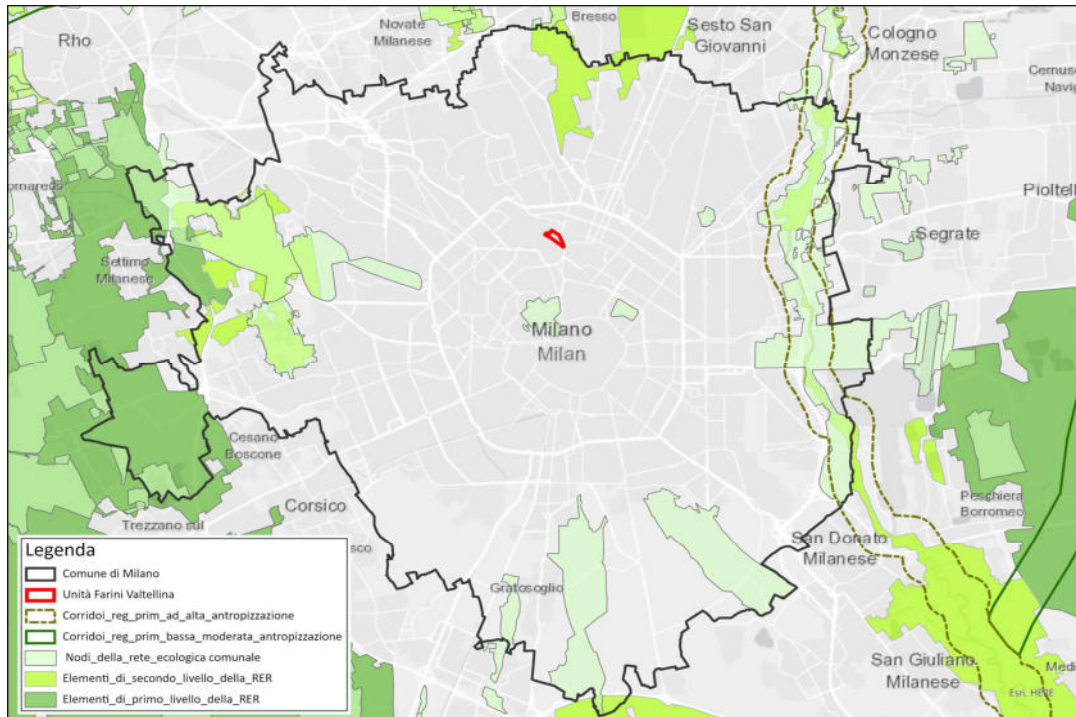 Bresso
Rho
Novate
Milanese
Sesto San
Giovanni
Cologno
Monzese
Pioltell
Segrate
Settimo
Milanese
Milano
Milan
Cesano
Boscone
Corsico
Peschiera
Borromeo
Trezzano sul
San Donato
Milanese
Gratosoglio
San Giuliano
Milanese
Esri, HERE
Legenda
Comune di Milano
Unità Farini Valtellina
Corridoi_reg_prim_ad_alta_antropizzazione
Corridoi_reg_prim_bassa_moderata_antropizzazione
Nodi_della_rete_ecologica comunale
Elementi_di_secondo_livello_della_RER
Elementi_di_primo_livello_della_RER